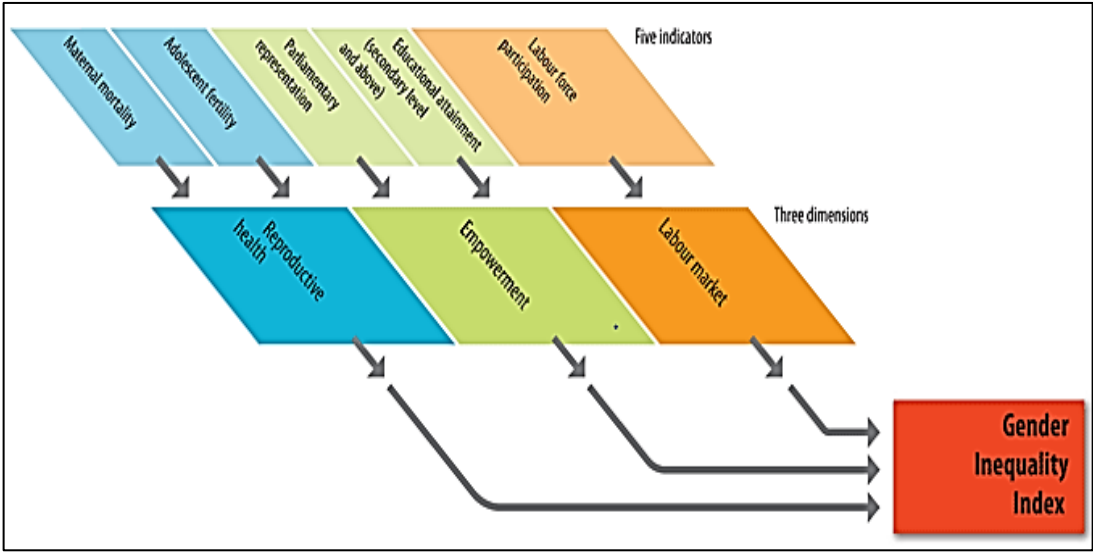 Maternal mortality
Adolescent fertility
Parliamentary
representation
Educational attainment
(secondary level
and above)
Labour force
participation
Five indicators
Reproductive
health
Empowerment
Labour market
Three dimensions
Gender
Inequality
Index